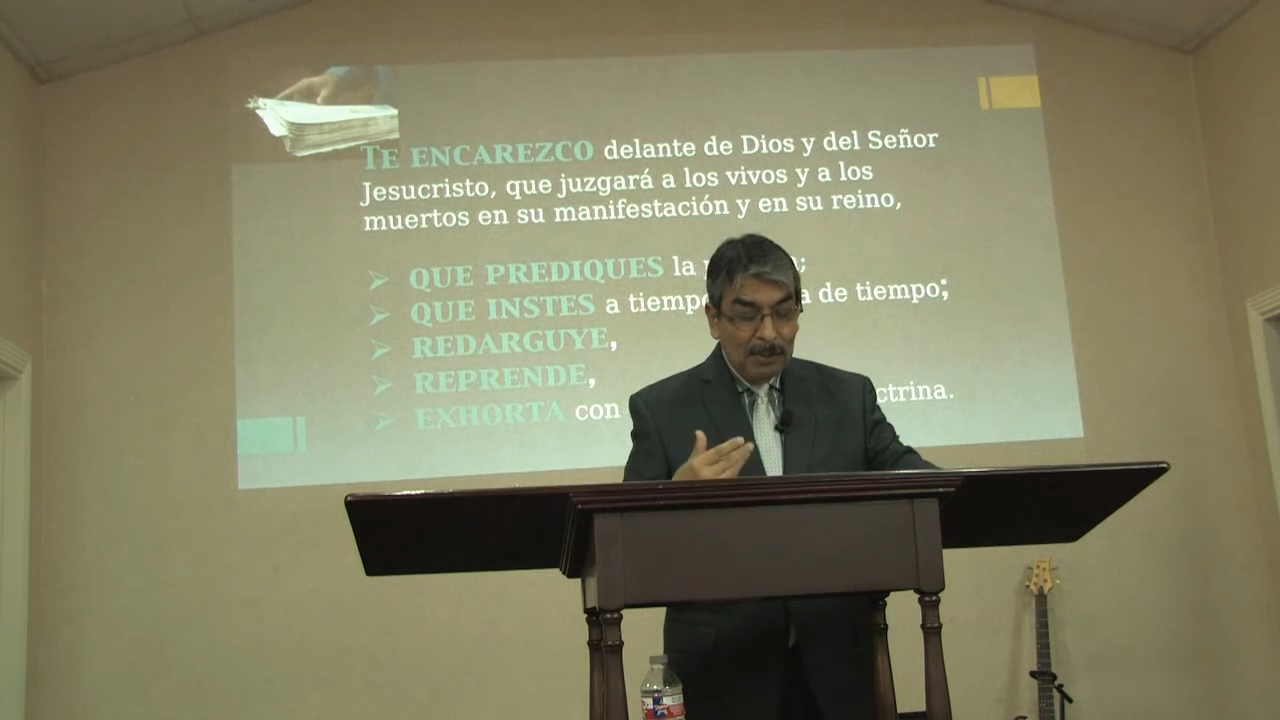 TE ENCAREZCO delante de Dios y del Señor
Jesucristo, que juzgará a los vivos y a los
muertos en su manifestación y en su reino,
QUE PREDIQUES la
QUE INSTES a tiempo de tiempo;
REDARGUYE,
REPRENDE,
EXHORTA con